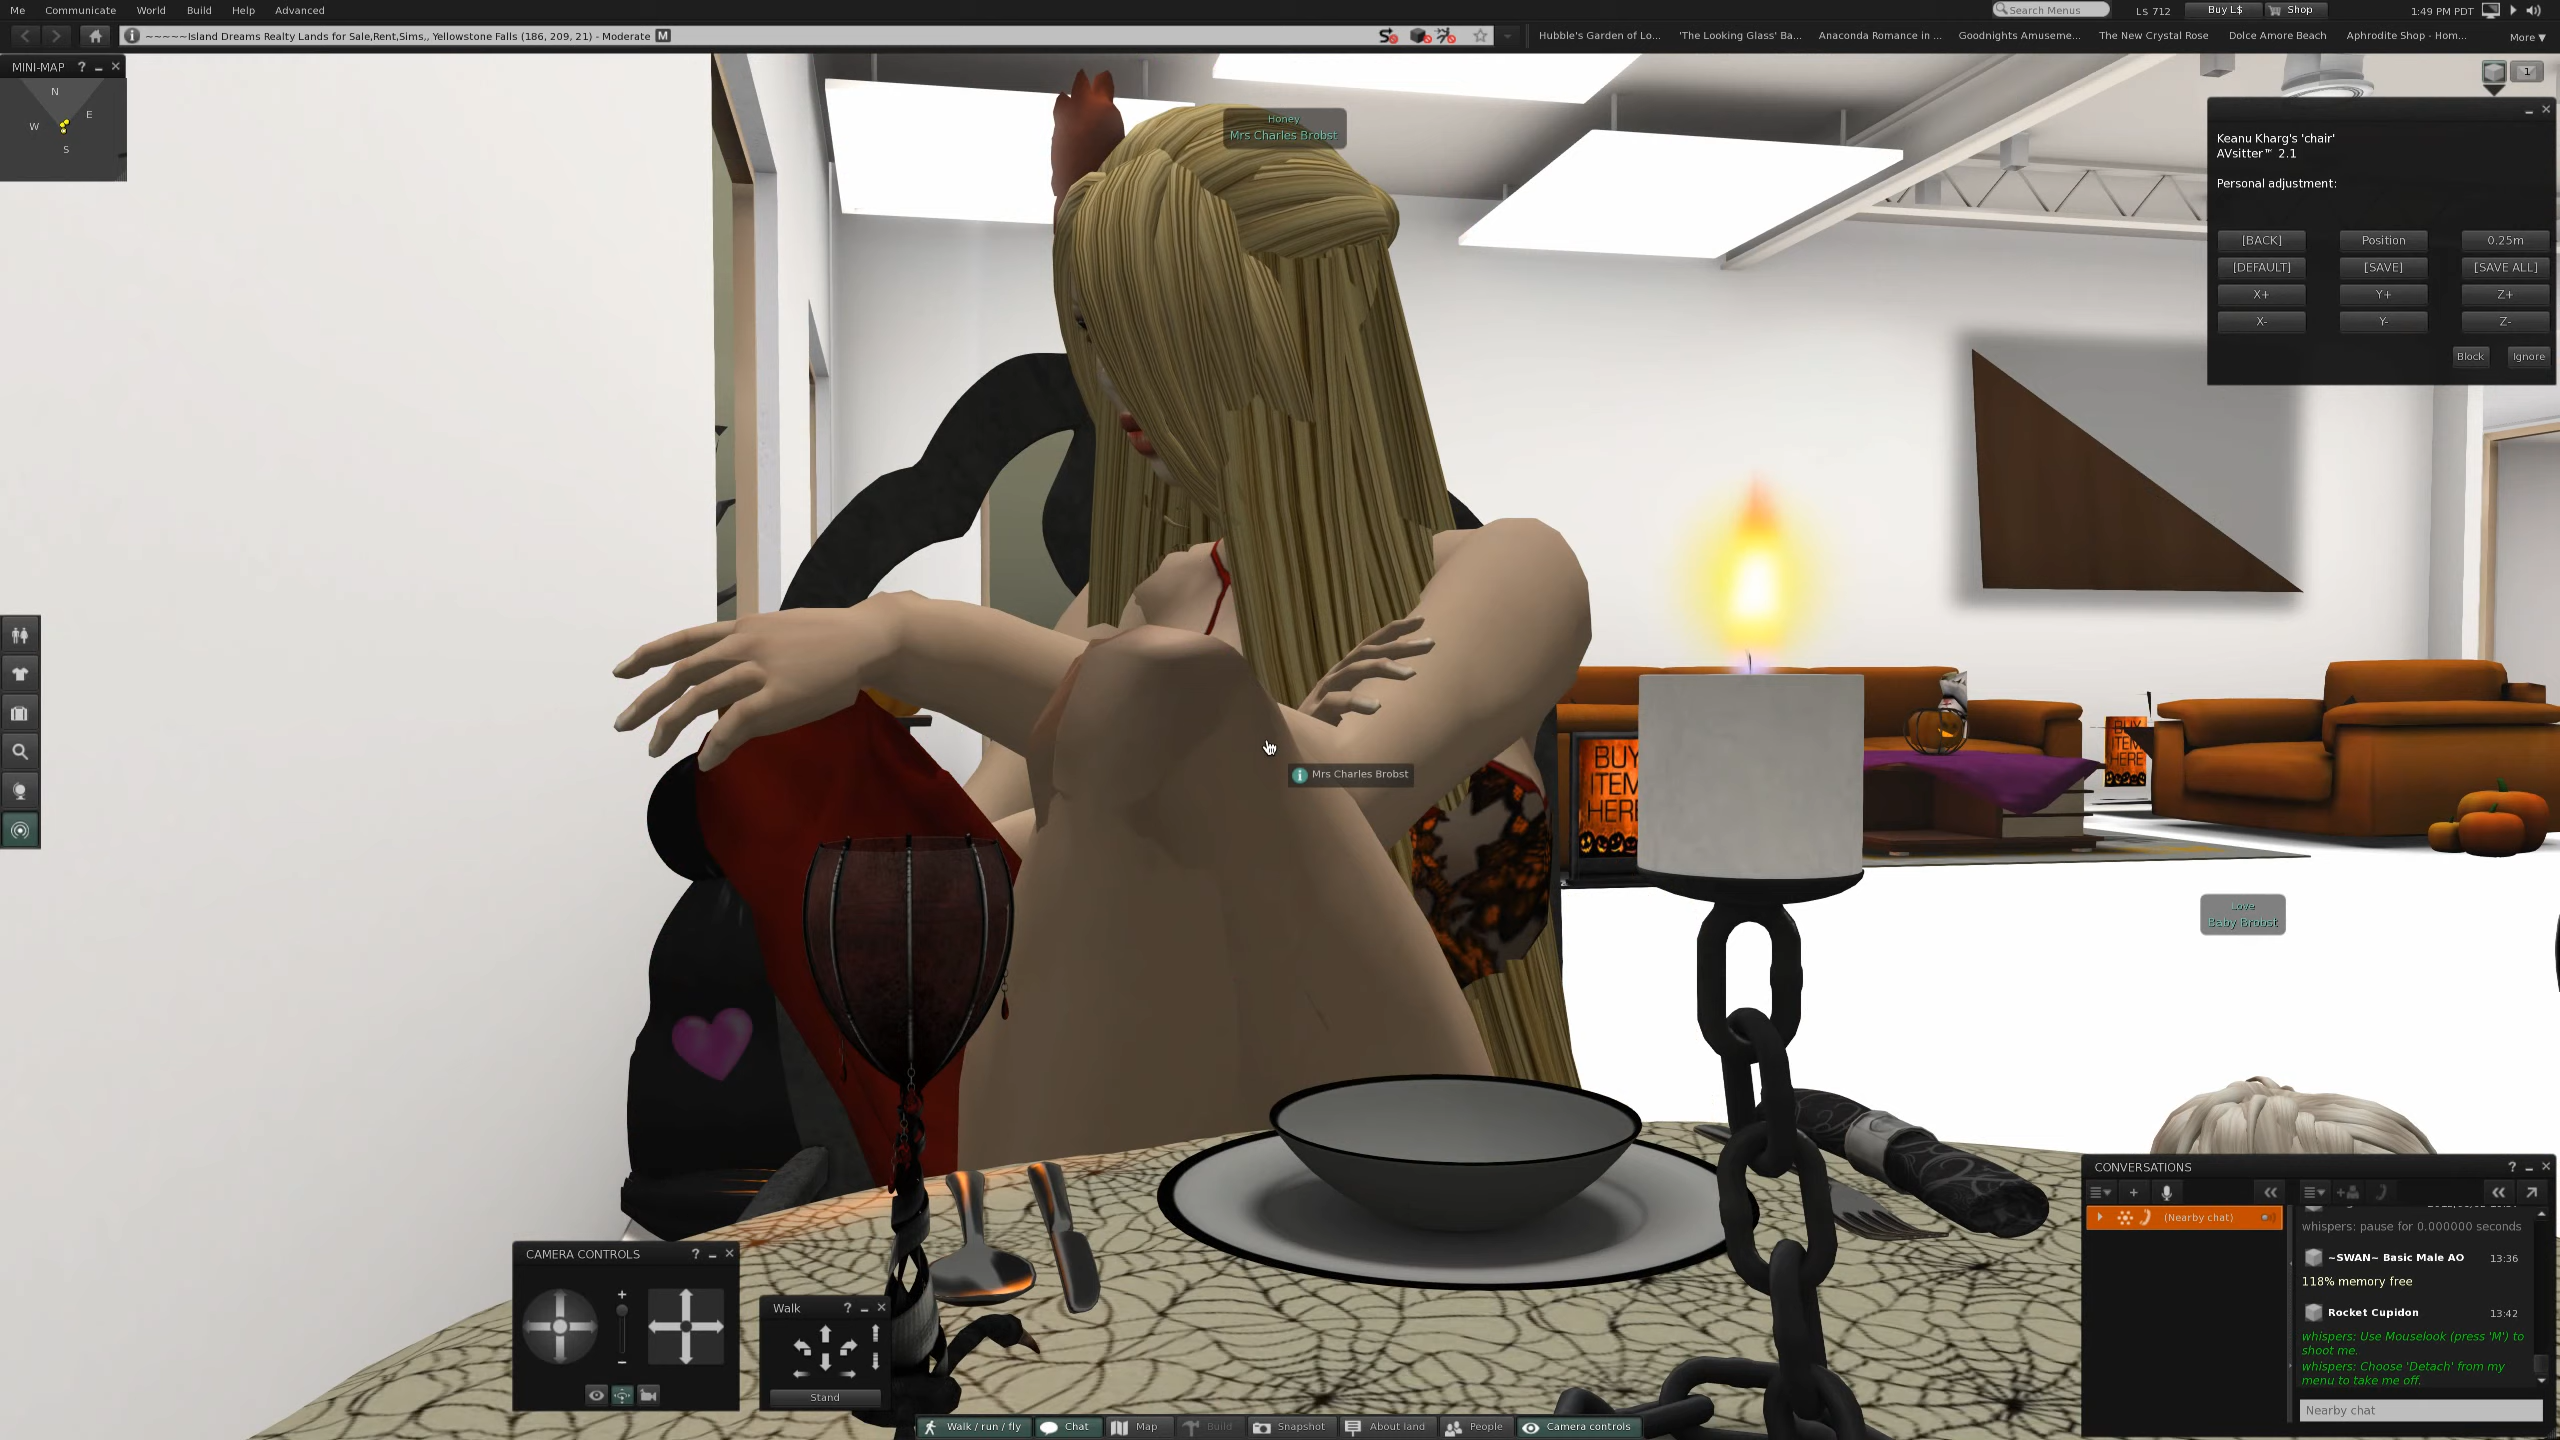 Me Communicate World Build Help Advanced
Search Menus L$ 712 Buy L$ Shop 1:49 PM PDT
~~~~~Island Dreams Realty Lands for Sale,Rent,Sims,, Yellowstone Falls (186, 209, 21) - Moderate M
Hubble's Garden of Lo... 'The Looking Glass' Ba... Anaconda Romance in ... Goodnights Amuseme... The New Crystal Rose Dolce Amore Beach Aphrodite Shop - Hom... More ▼
MINI-MAP ?
N
E
W
S
1
Honey
Mrs Charles Brobst
Keanu Kharg's 'chair'
AVsitter™ 2.1
Personal adjustment:
[BACK] Position 0.25m
[DEFAULT] [SAVE] [SAVE ALL]
X+ Y+ Z+
X- Y- Z-
Block Ignore
Mrs Charles Brobst
BUY
ITEM
HERE
BUY
ITEM
HERE
Love
Baby Brobst
CONVERSATIONS ?
(Nearby chat)
whispers: pause for 0.000000 seconds
~SWAN~ Basic Male AO 13:36
118% memory free
Rocket Cupidon 13:42
whispers: Use Mouselook (press 'M') to
shoot me.
whispers: Choose 'Detach' from my
menu to take me off.
Nearby chat
CAMERA CONTROLS ?
Walk ?
Stand
Walk / run / fly Chat Map Build Snapshot About land People Camera controls